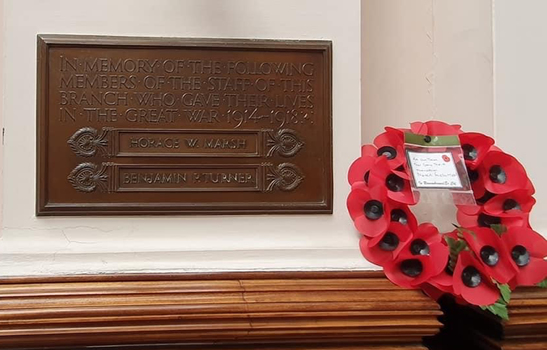 IN·MEMORY·OF·THE·FOLLOWING
MEMBERS·OF·THE·STAFF·OF·THIS
BRANCH·WHO·GAVE·THEIR·LIVES
IN·THE·GREAT·WAR·1914-1918:
HORACE W. MARSH
BENJAMIN P. TURNER